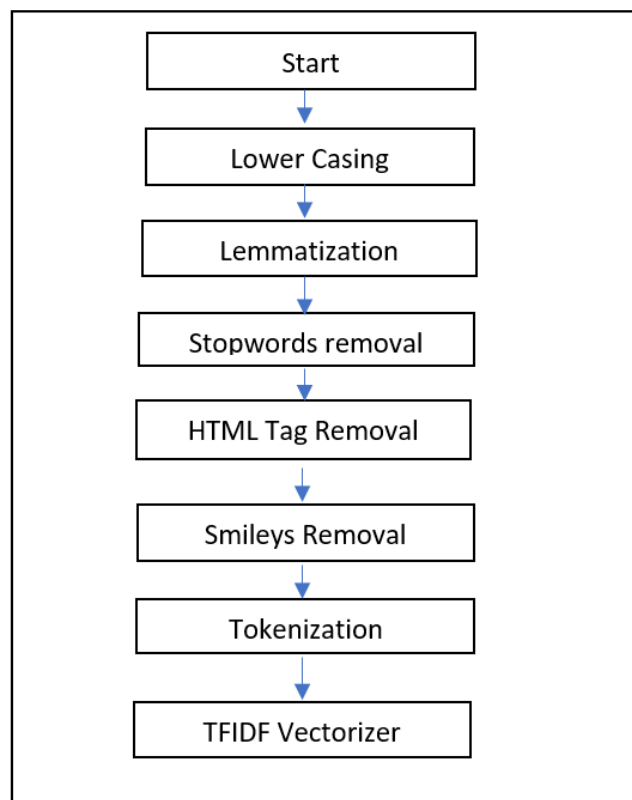 Start
Lower Casing
Lemmatization
Stopwords removal
HTML Tag Removal
Smileys Removal
Tokenization
TFIDF Vectorizer